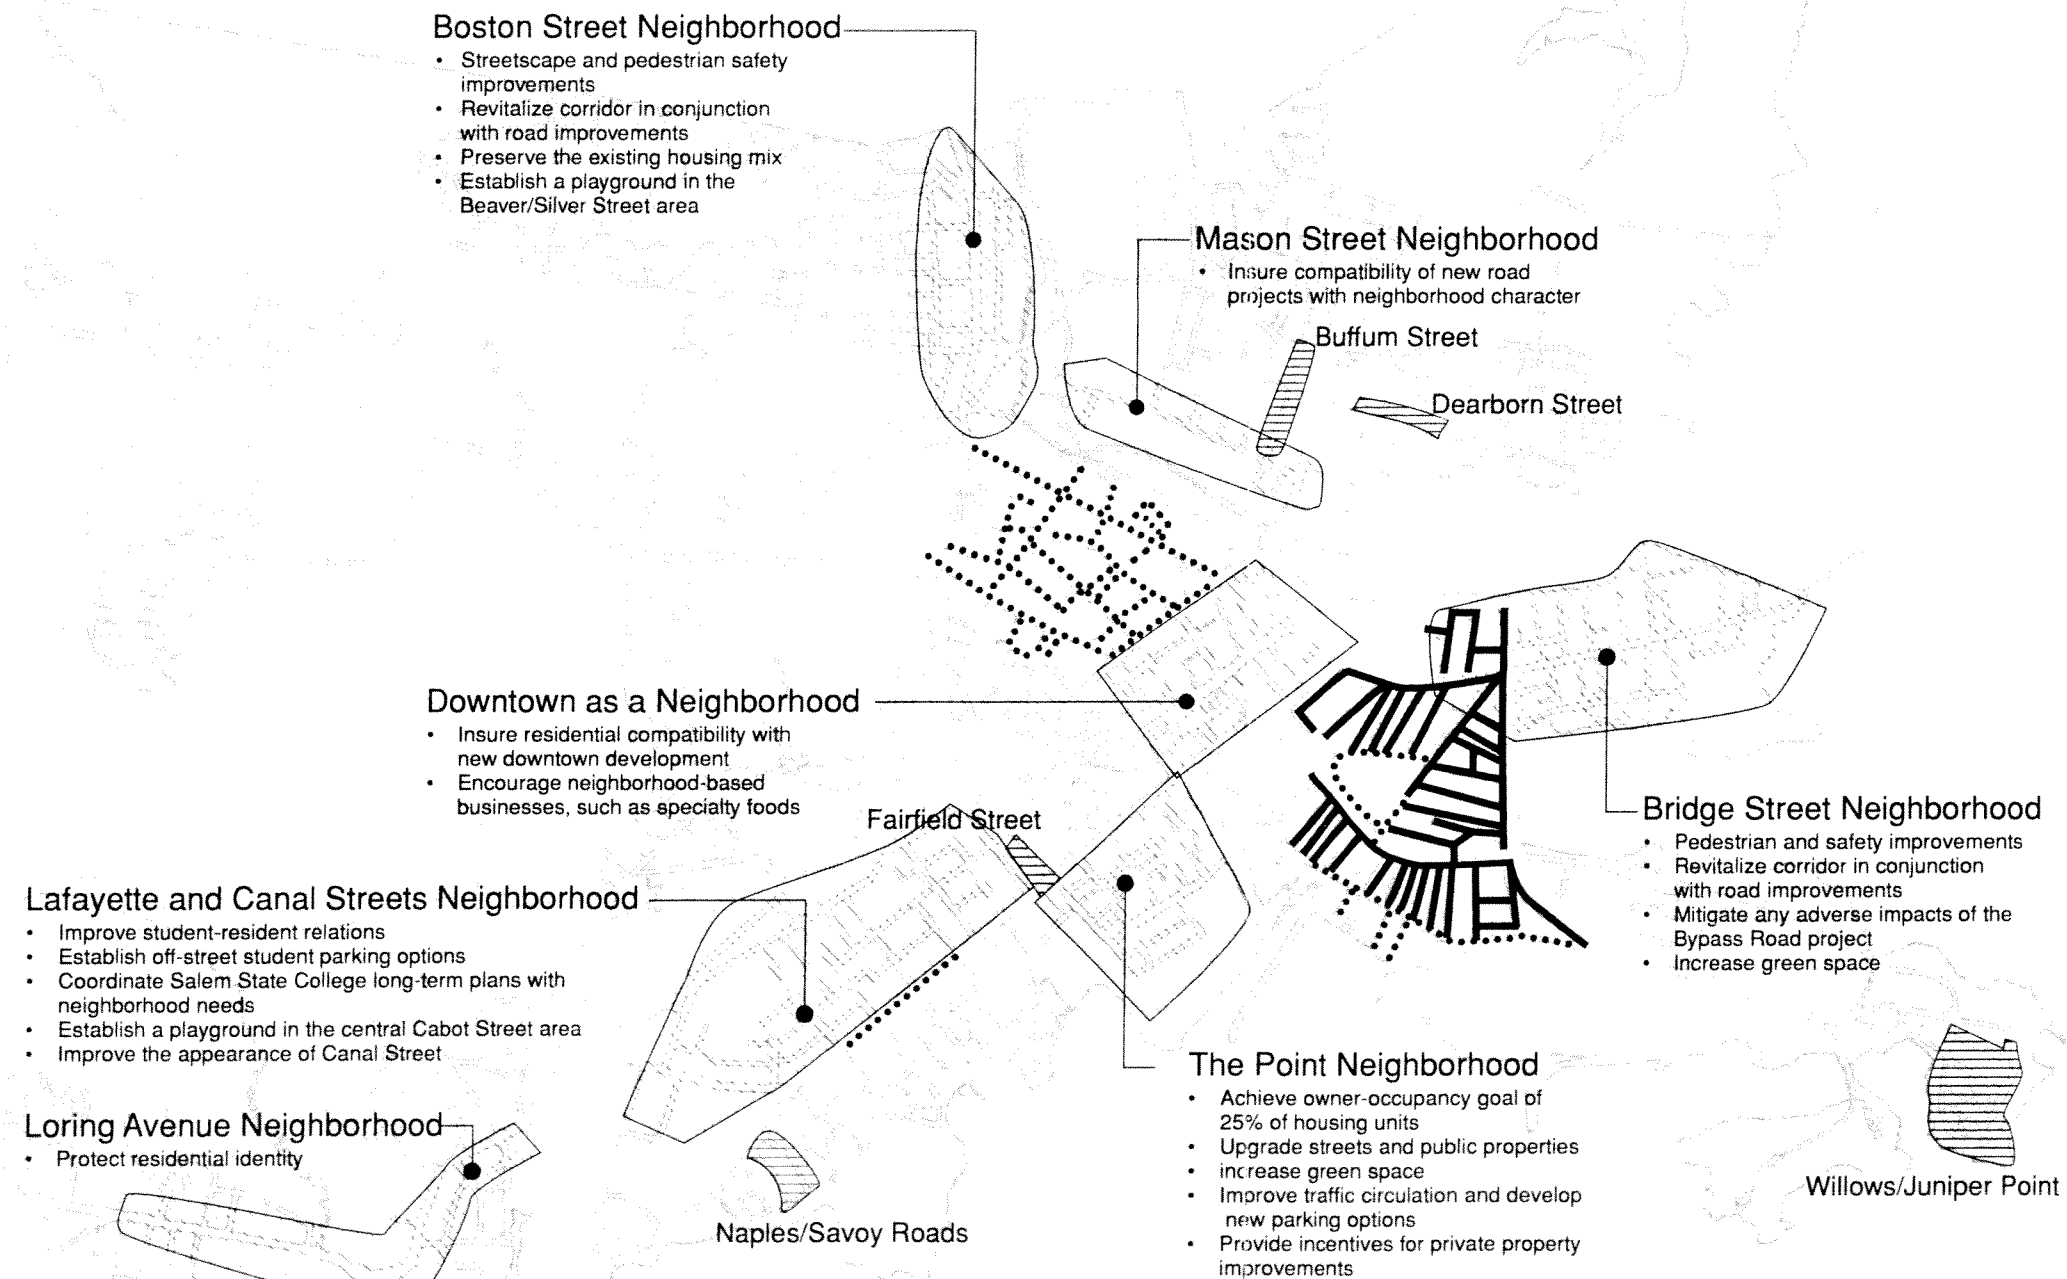 Boston Street Neighborhood
• Streetscape and pedestrian safety
improvements
• Revitalize corridor in conjunction
with road improvements
• Preserve the existing housing mix
• Establish a playground in the
Beaver/Silver Street area
Mason Street Neighborhood
• Insure compatibility of new road
projects with neighborhood character
Buffum Street
Dearborn Street
Downtown as a Neighborhood
• Insure residential compatibility with
new downtown development
• Encourage neighborhood-based
businesses, such as specialty foods
Fairfield Street
Bridge Street Neighborhood
• Pedestrian and safety improvements
• Revitalize corridor in conjunction
with road improvements
• Mitigate any adverse impacts of the
Bypass Road project
• Increase green space
Lafayette and Canal Streets Neighborhood
• Improve student-resident relations
• Establish off-street student parking options
• Coordinate Salem State College long-term plans with
neighborhood needs
• Establish a playground in the central Cabot Street area
• Improve the appearance of Canal Street
Loring Avenue Neighborhood
• Protect residential identity
Naples/Savoy Roads
The Point Neighborhood
• Achieve owner-occupancy goal of
25% of housing units
• Upgrade streets and public properties
• increase green space
• Improve traffic circulation and develop
new parking options
• Provide incentives for private property
improvements
Willows/Juniper Point